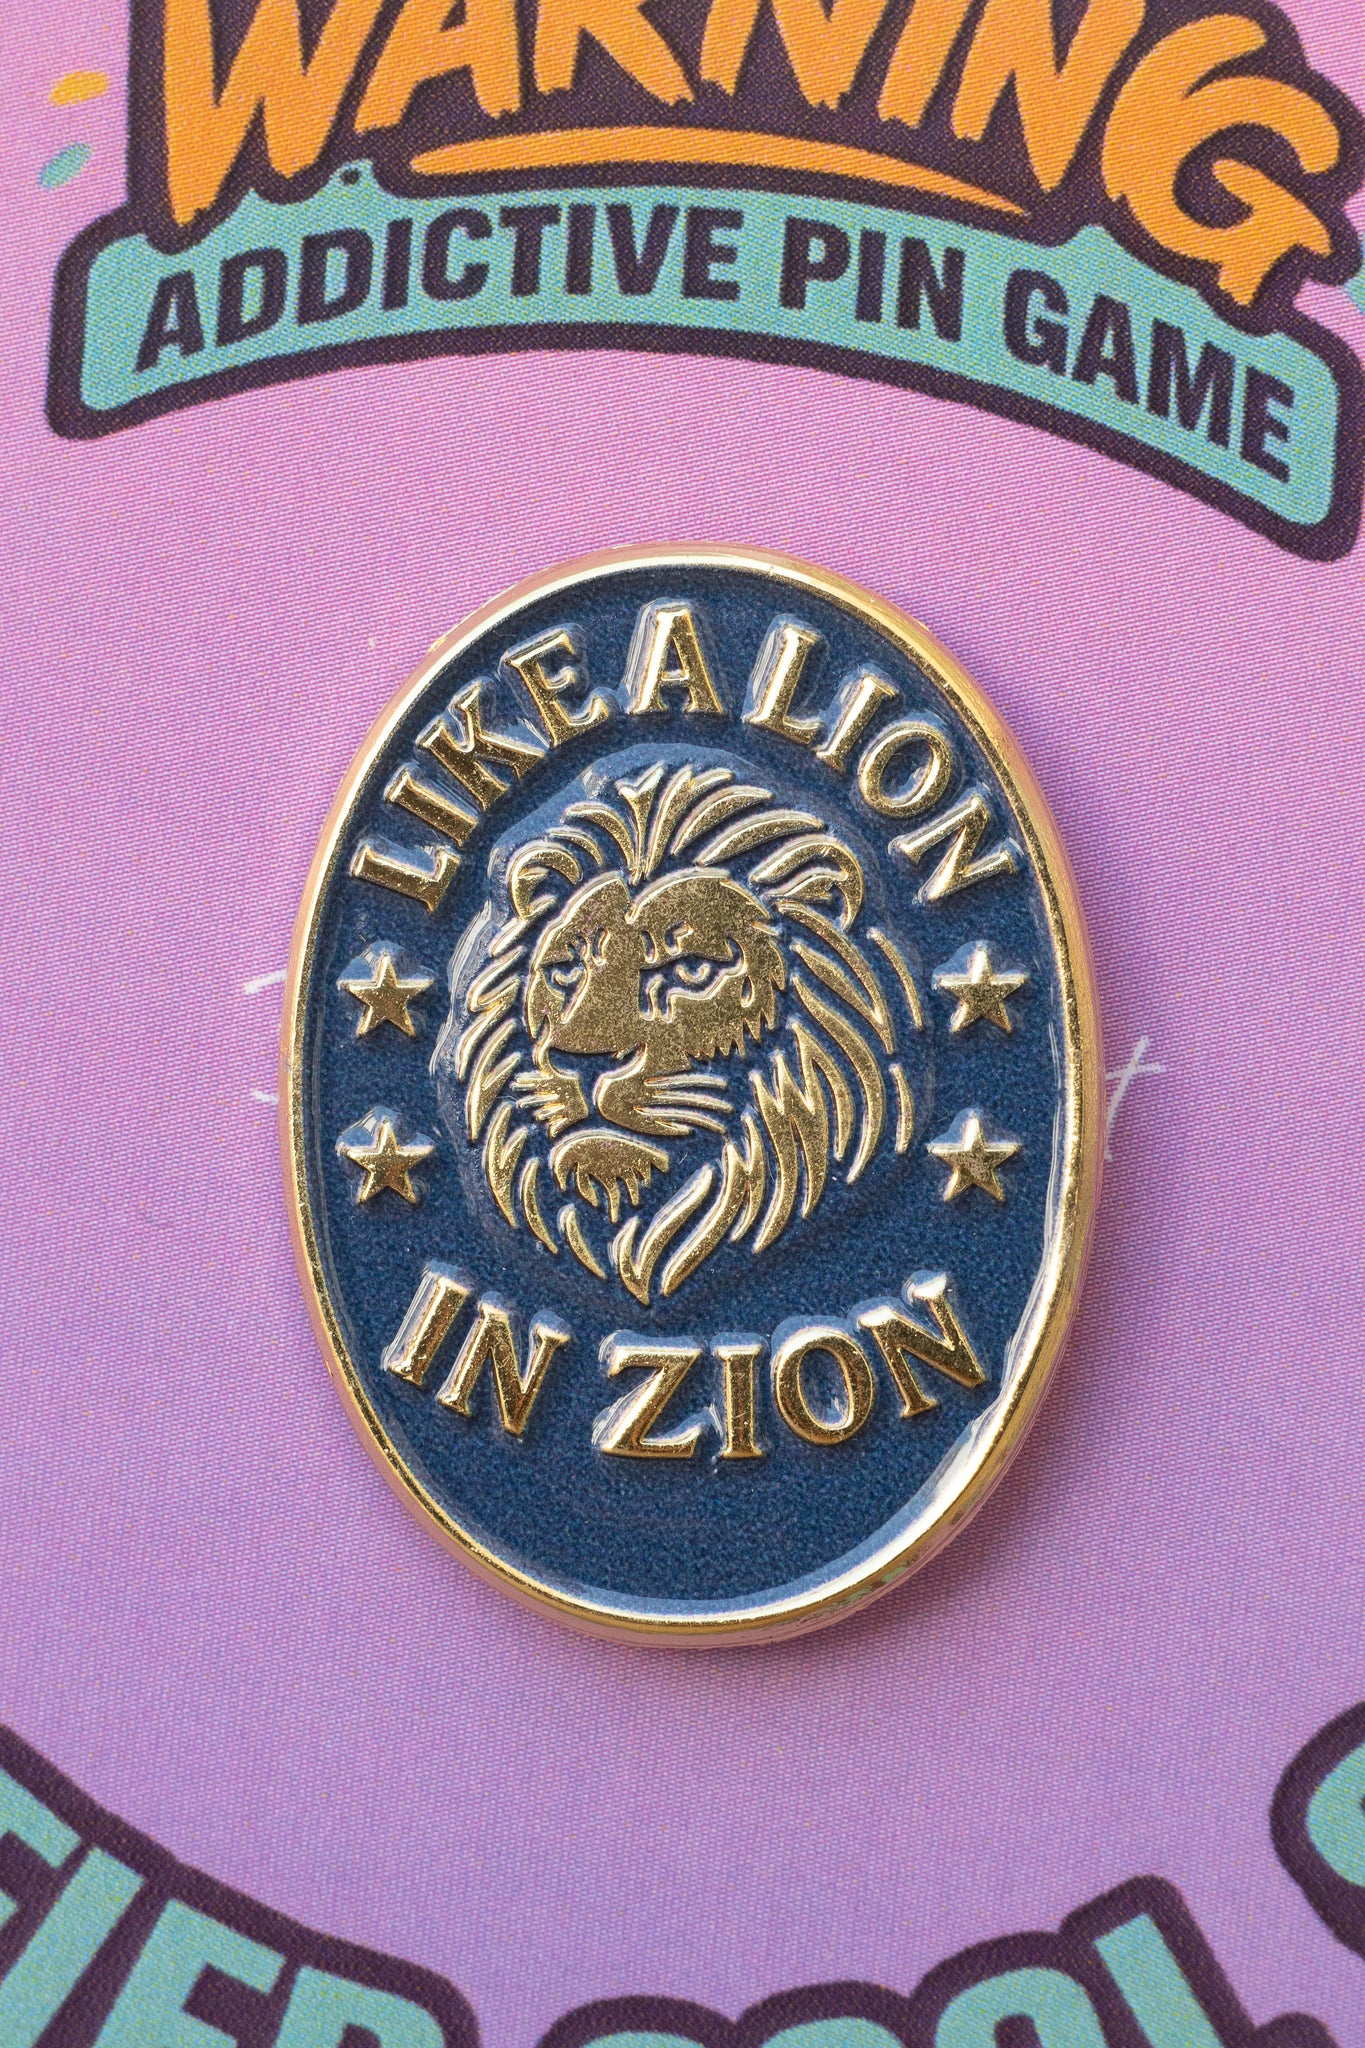 WARNING
ADDICTIVE PIN GAME
LIKE A LION
IN ZION